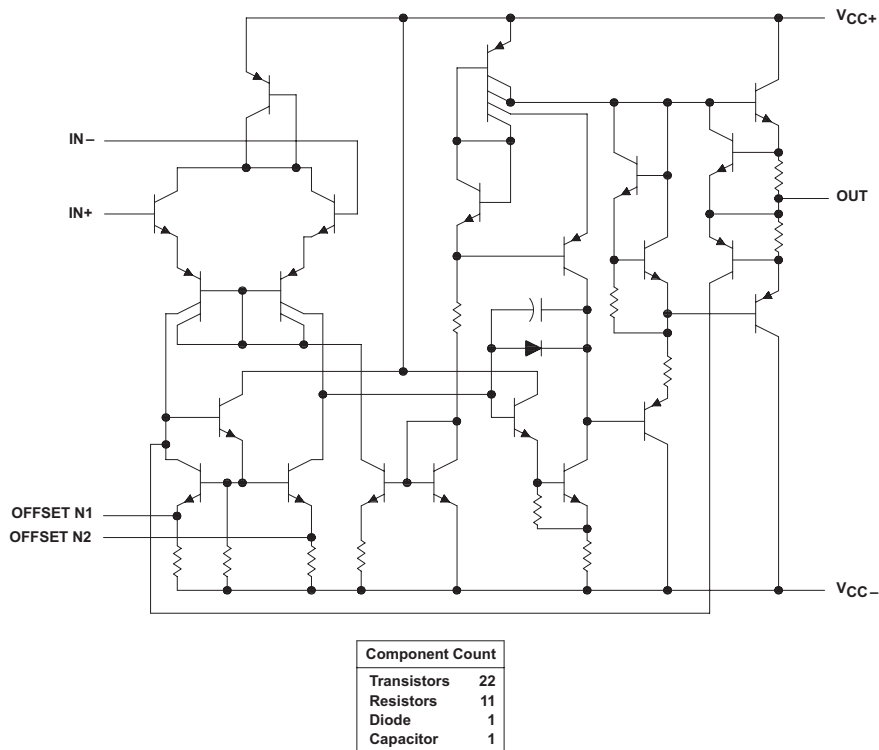 VCC+
IN−
IN+
OUT
OFFSET N1
OFFSET N2
VCC−
Component Count
Transistors 22
Resistors 11
Diode 1
Capacitor 1